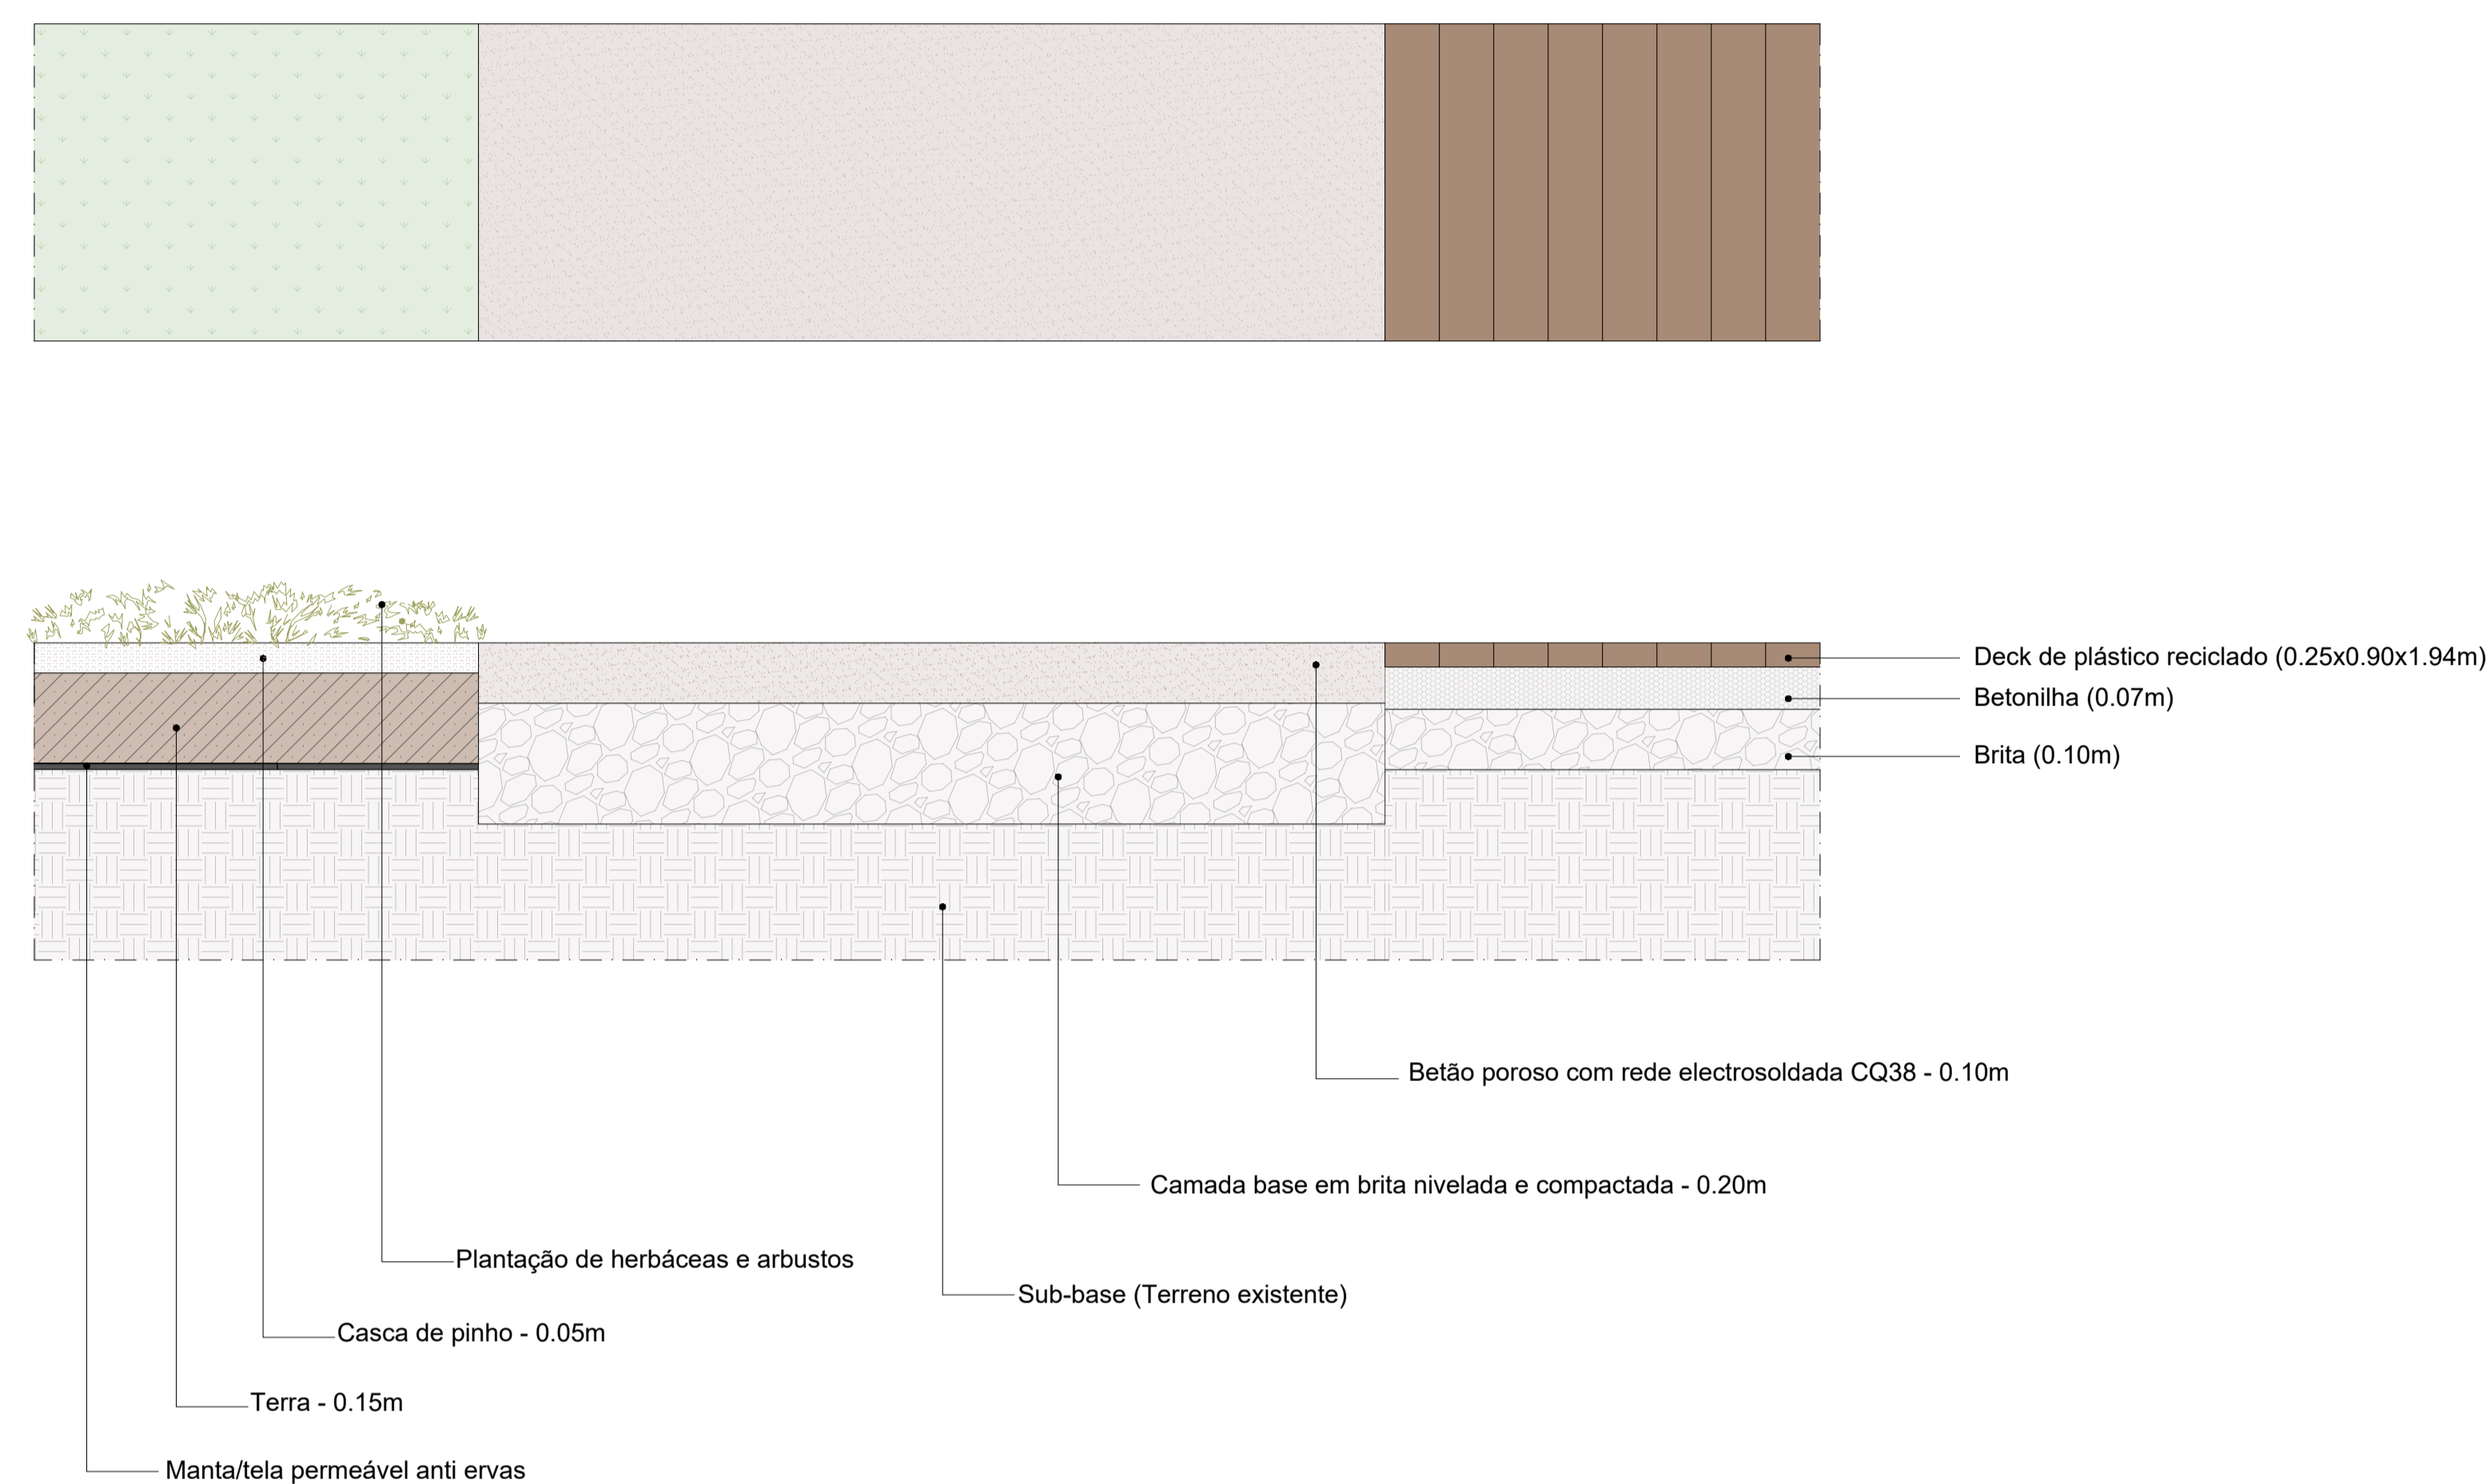 Deck de plástico reciclado (0.25x0.90x1.94m)
Betonilha (0.07m)
Brita (0.10m)
Betão poroso com rede electrosoldada CQ38 - 0.10m
Camada base em brita nivelada e compactada - 0.20m
Plantação de herbáceas e arbustos
Sub-base (Terreno existente)
Casca de pinho - 0.05m
Terra - 0.15m
Manta/tela permeável anti ervas